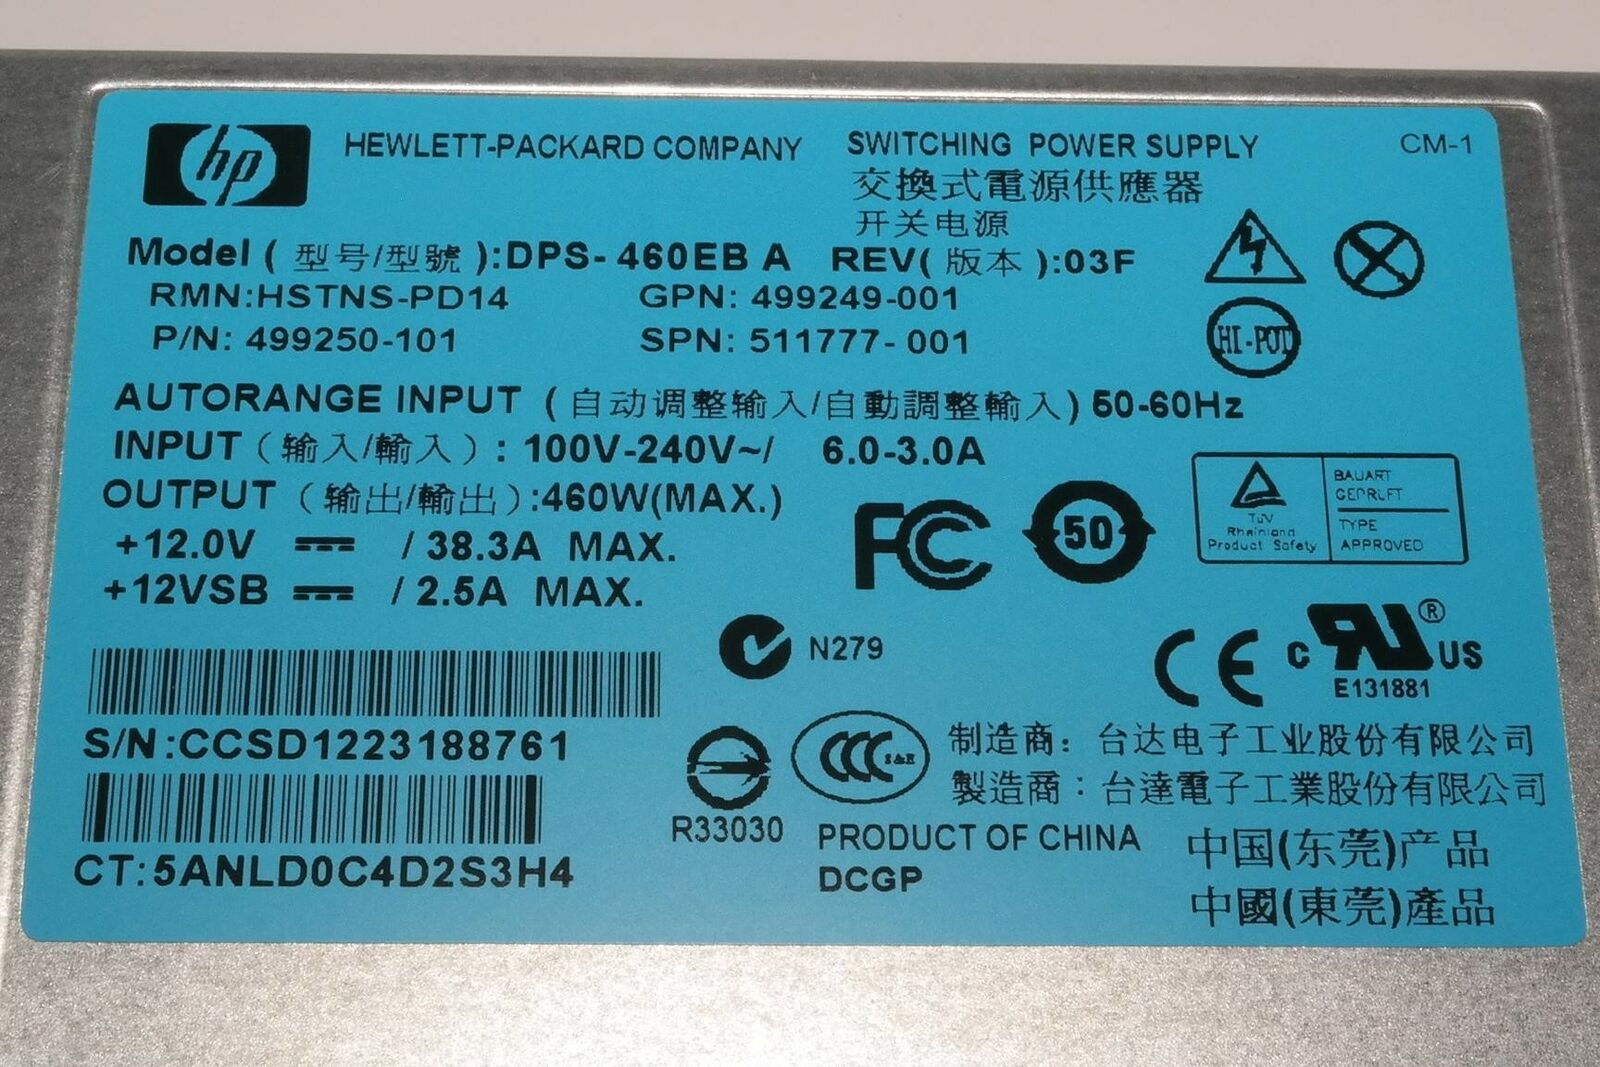 hp HEWLETT-PACKARD COMPANY SWITCHING POWER SUPPLY CM-1
交換式電源供應器
开关电源
Model ( 型号/型號 ):DPS- 460EB A REV( 版本 ):03F
RMN:HSTNS-PD14 GPN: 499249-001
P/N: 499250-101 SPN: 511777- 001
HI-POT
AUTORANGE INPUT ( 自动调整输入/自動調整輸入) 50-60Hz
INPUT (输入/輸入) : 100V-240V~/ 6.0-3.0A
OUTPUT (输出/輸出):460W(MAX.)
+12.0V ⎓ / 38.3A MAX.
+12VSB ⎓ / 2.5A MAX.
FC
50
TüV
Rheinland
Product Safety
BAUART
GEPRUFT
TYPE
APPROVED
N279
CE
c RU ® US
E131881
S/N:CCSD1223188761
CT:5ANLD0C4D2S3H4
R33030
CCC S&E
制造商：台达电子工业股份有限公司
製造商：台達電子工業股份有限公司
PRODUCT OF CHINA
DCGP
中国(东莞)产品
中國(東莞)產品